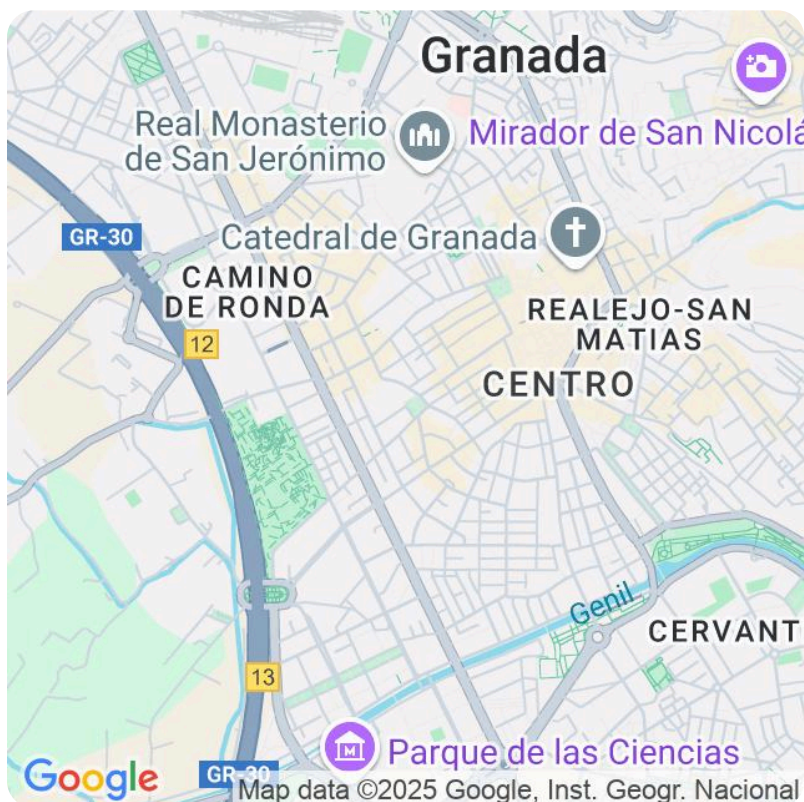 Granada
Real Monasterio
de San Jerónimo
Mirador de San Nicolá
GR-30
Catedral de Granada
CAMINO
DE RONDA
12
REALEJO-SAN
MATIAS
CENTRO
Genil
CERVANT
13
M
Parque de las Ciencias
Google
GR-30
Map data ©2025 Google, Inst. Geogr. Nacional